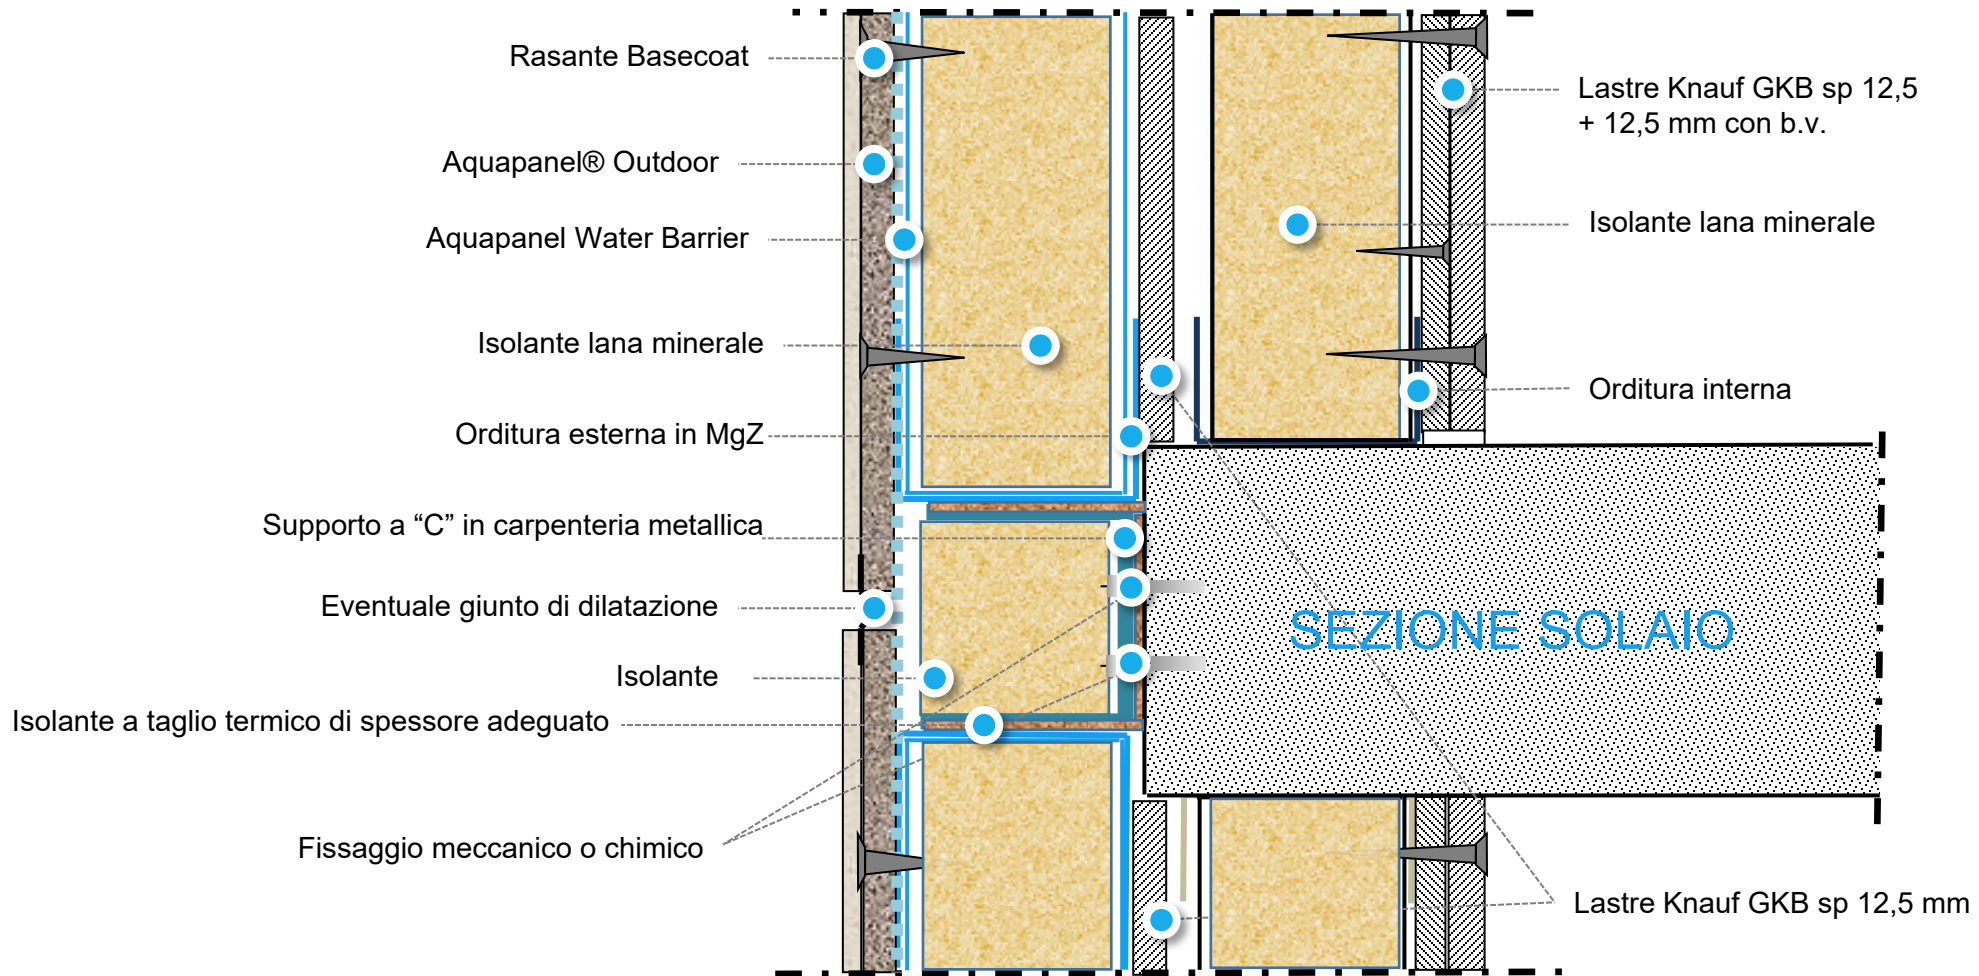 Rasante Basecoat
Aquapanel® Outdoor
Aquapanel Water Barrier
Isolante lana minerale
Orditura esterna in MgZ
Supporto a “C” in carpenteria metallica
Eventuale giunto di dilatazione
Isolante
Isolante a taglio termico di spessore adeguato
Fissaggio meccanico o chimico
Lastre Knauf GKB sp 12,5
+ 12,5 mm con b.v.
Isolante lana minerale
Orditura interna
SEZIONE SOLAIO
Lastre Knauf GKB sp 12,5 mm